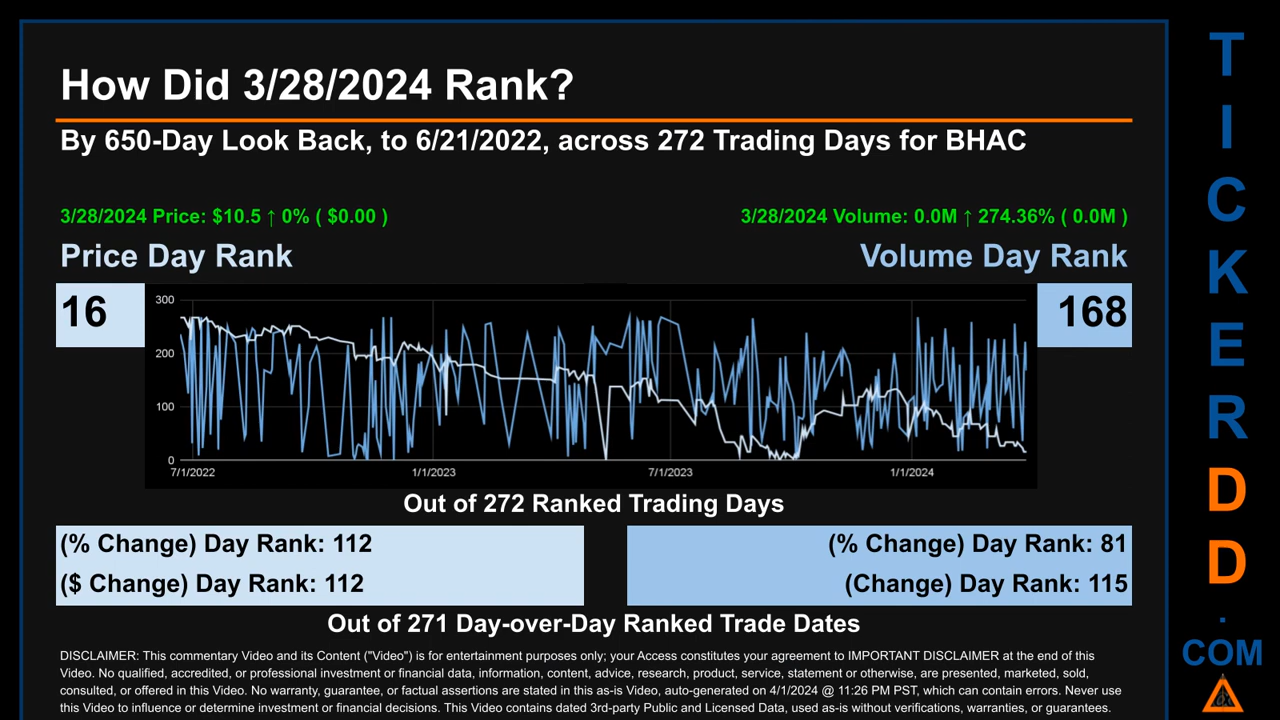 How Did 3/28/2024 Rank?
By 650-Day Look Back, to 6/21/2022, across 272 Trading Days for BHAC
3/28/2024 Price: $10.5 ↑ 0% ( $0.00 )
3/28/2024 Volume: 0.0M ↑ 274.36% ( 0.0M )
Price Day Rank
Volume Day Rank
16
168
300
200
100
0
7/1/2022
1/1/2023
7/1/2023
1/1/2024
Out of 272 Ranked Trading Days
(% Change) Day Rank: 112
($ Change) Day Rank: 112
(% Change) Day Rank: 81
(Change) Day Rank: 115
Out of 271 Day-over-Day Ranked Trade Dates
DISCLAIMER: This commentary Video and its Content ("Video") is for entertainment purposes only; your Access constitutes your agreement to IMPORTANT DISCLAIMER at the end of this
Video. No qualified, accredited, or professional investment or financial data, information, content, advice, research, product, service, statement or otherwise, are presented, marketed, sold,
consulted, or offered in this Video. No warranty, guarantee, or factual assertions are stated in this as-is Video, auto-generated on 4/1/2024 @ 11:26 PM PST, which can contain errors. Never use
this Video to influence or determine investment or financial decisions. This Video contains dated 3rd-party Public and Licensed Data, used as-is without verifications, warranties, or guarantees.
T
I
C
K
E
R
D
D
.
COM